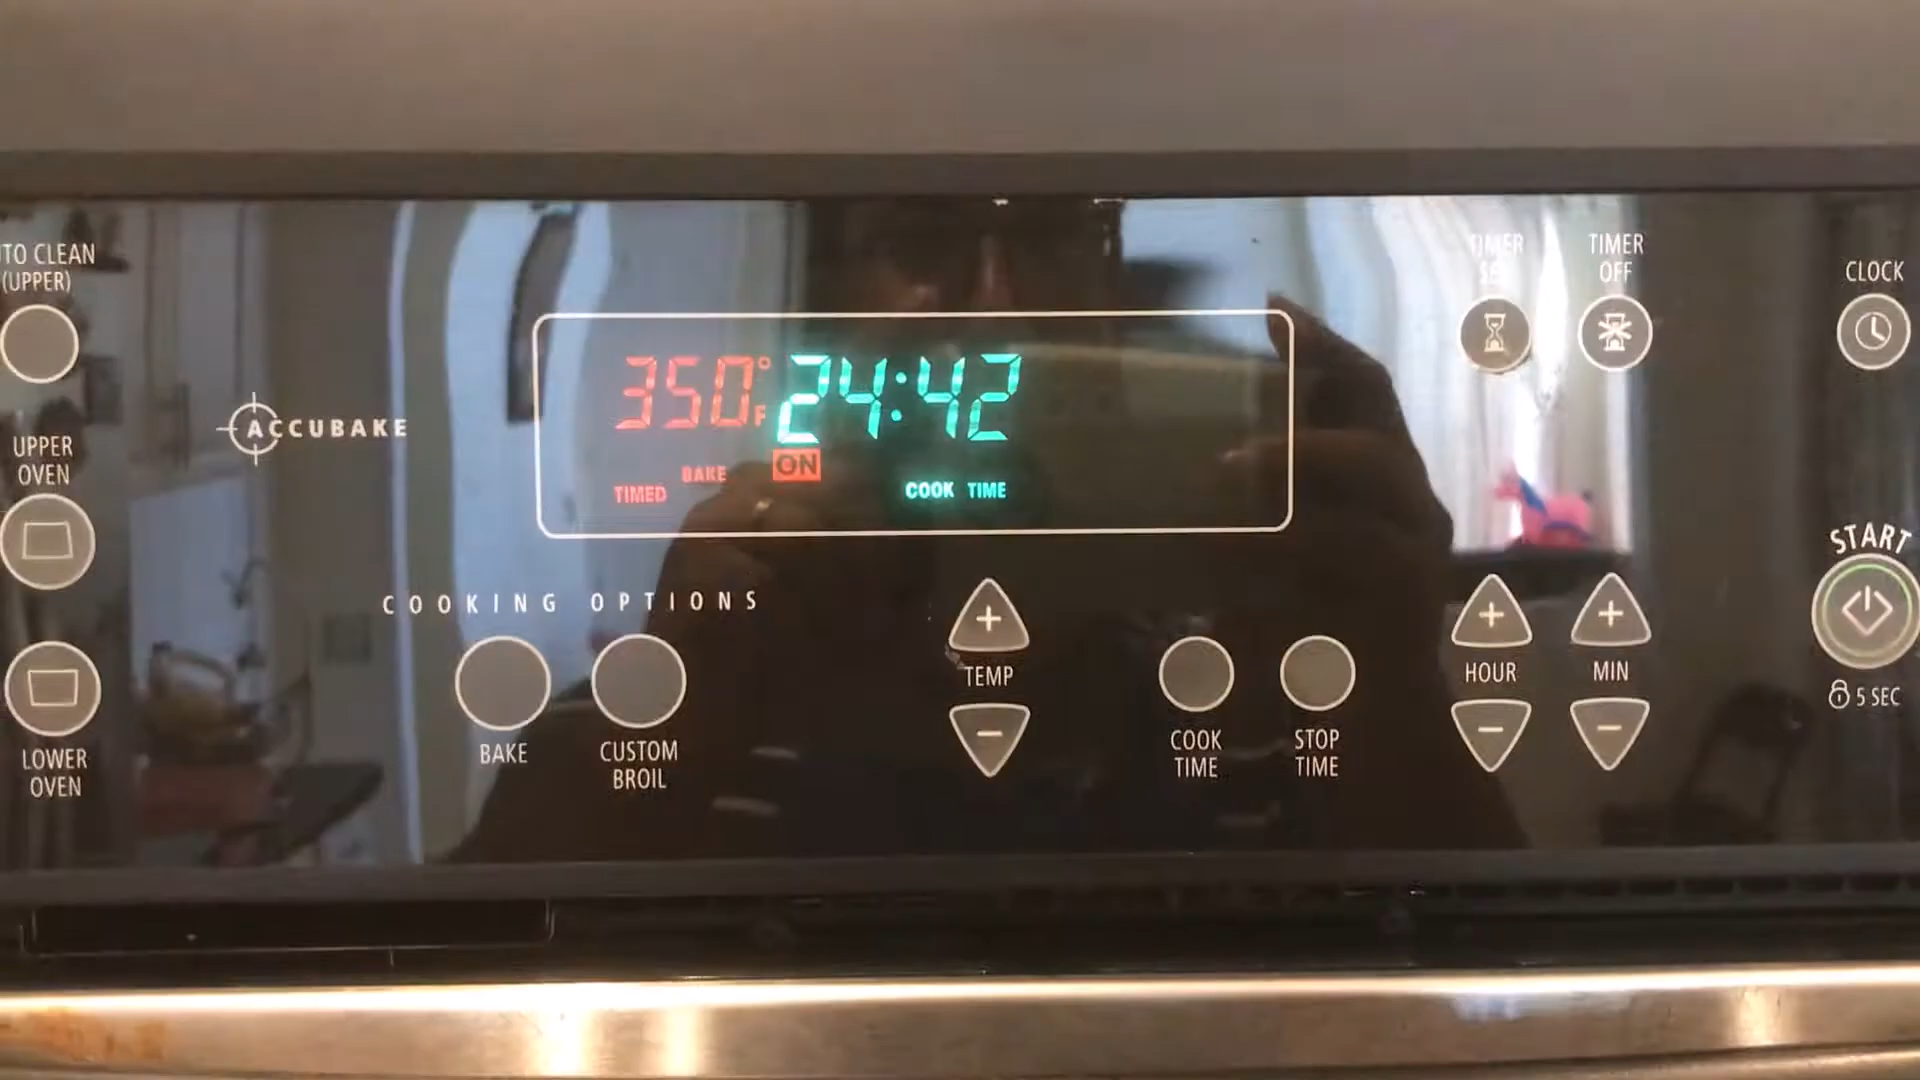 TO CLEAN
(UPPER)
UPPER
OVEN
LOWER
OVEN
ACCUBAKE
350°F 24:42
BAKE ON
TIMED
COOK TIME
COOKING OPTIONS
BAKE
CUSTOM
BROIL
+
TEMP
-
COOK
TIME
STOP
TIME
TIMER
TIMER
OFF
+
HOUR
-
+
MIN
-
CLOCK
START
5 SEC